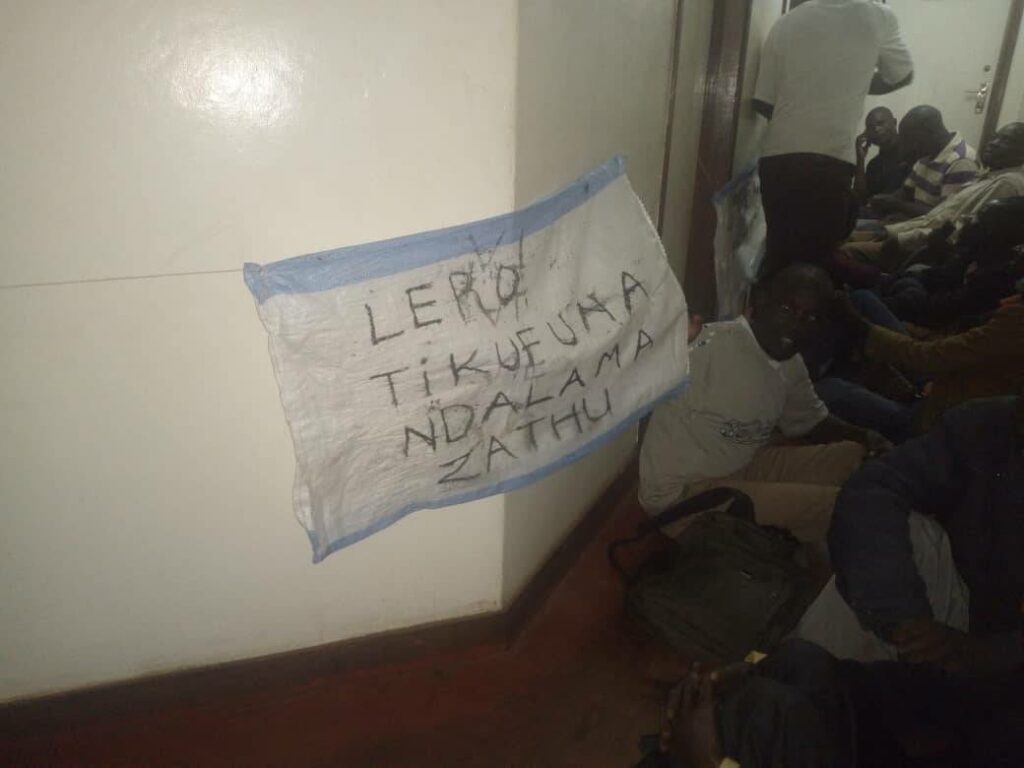 LERO
TIKUFUNA
NDALAMA
ZATHU